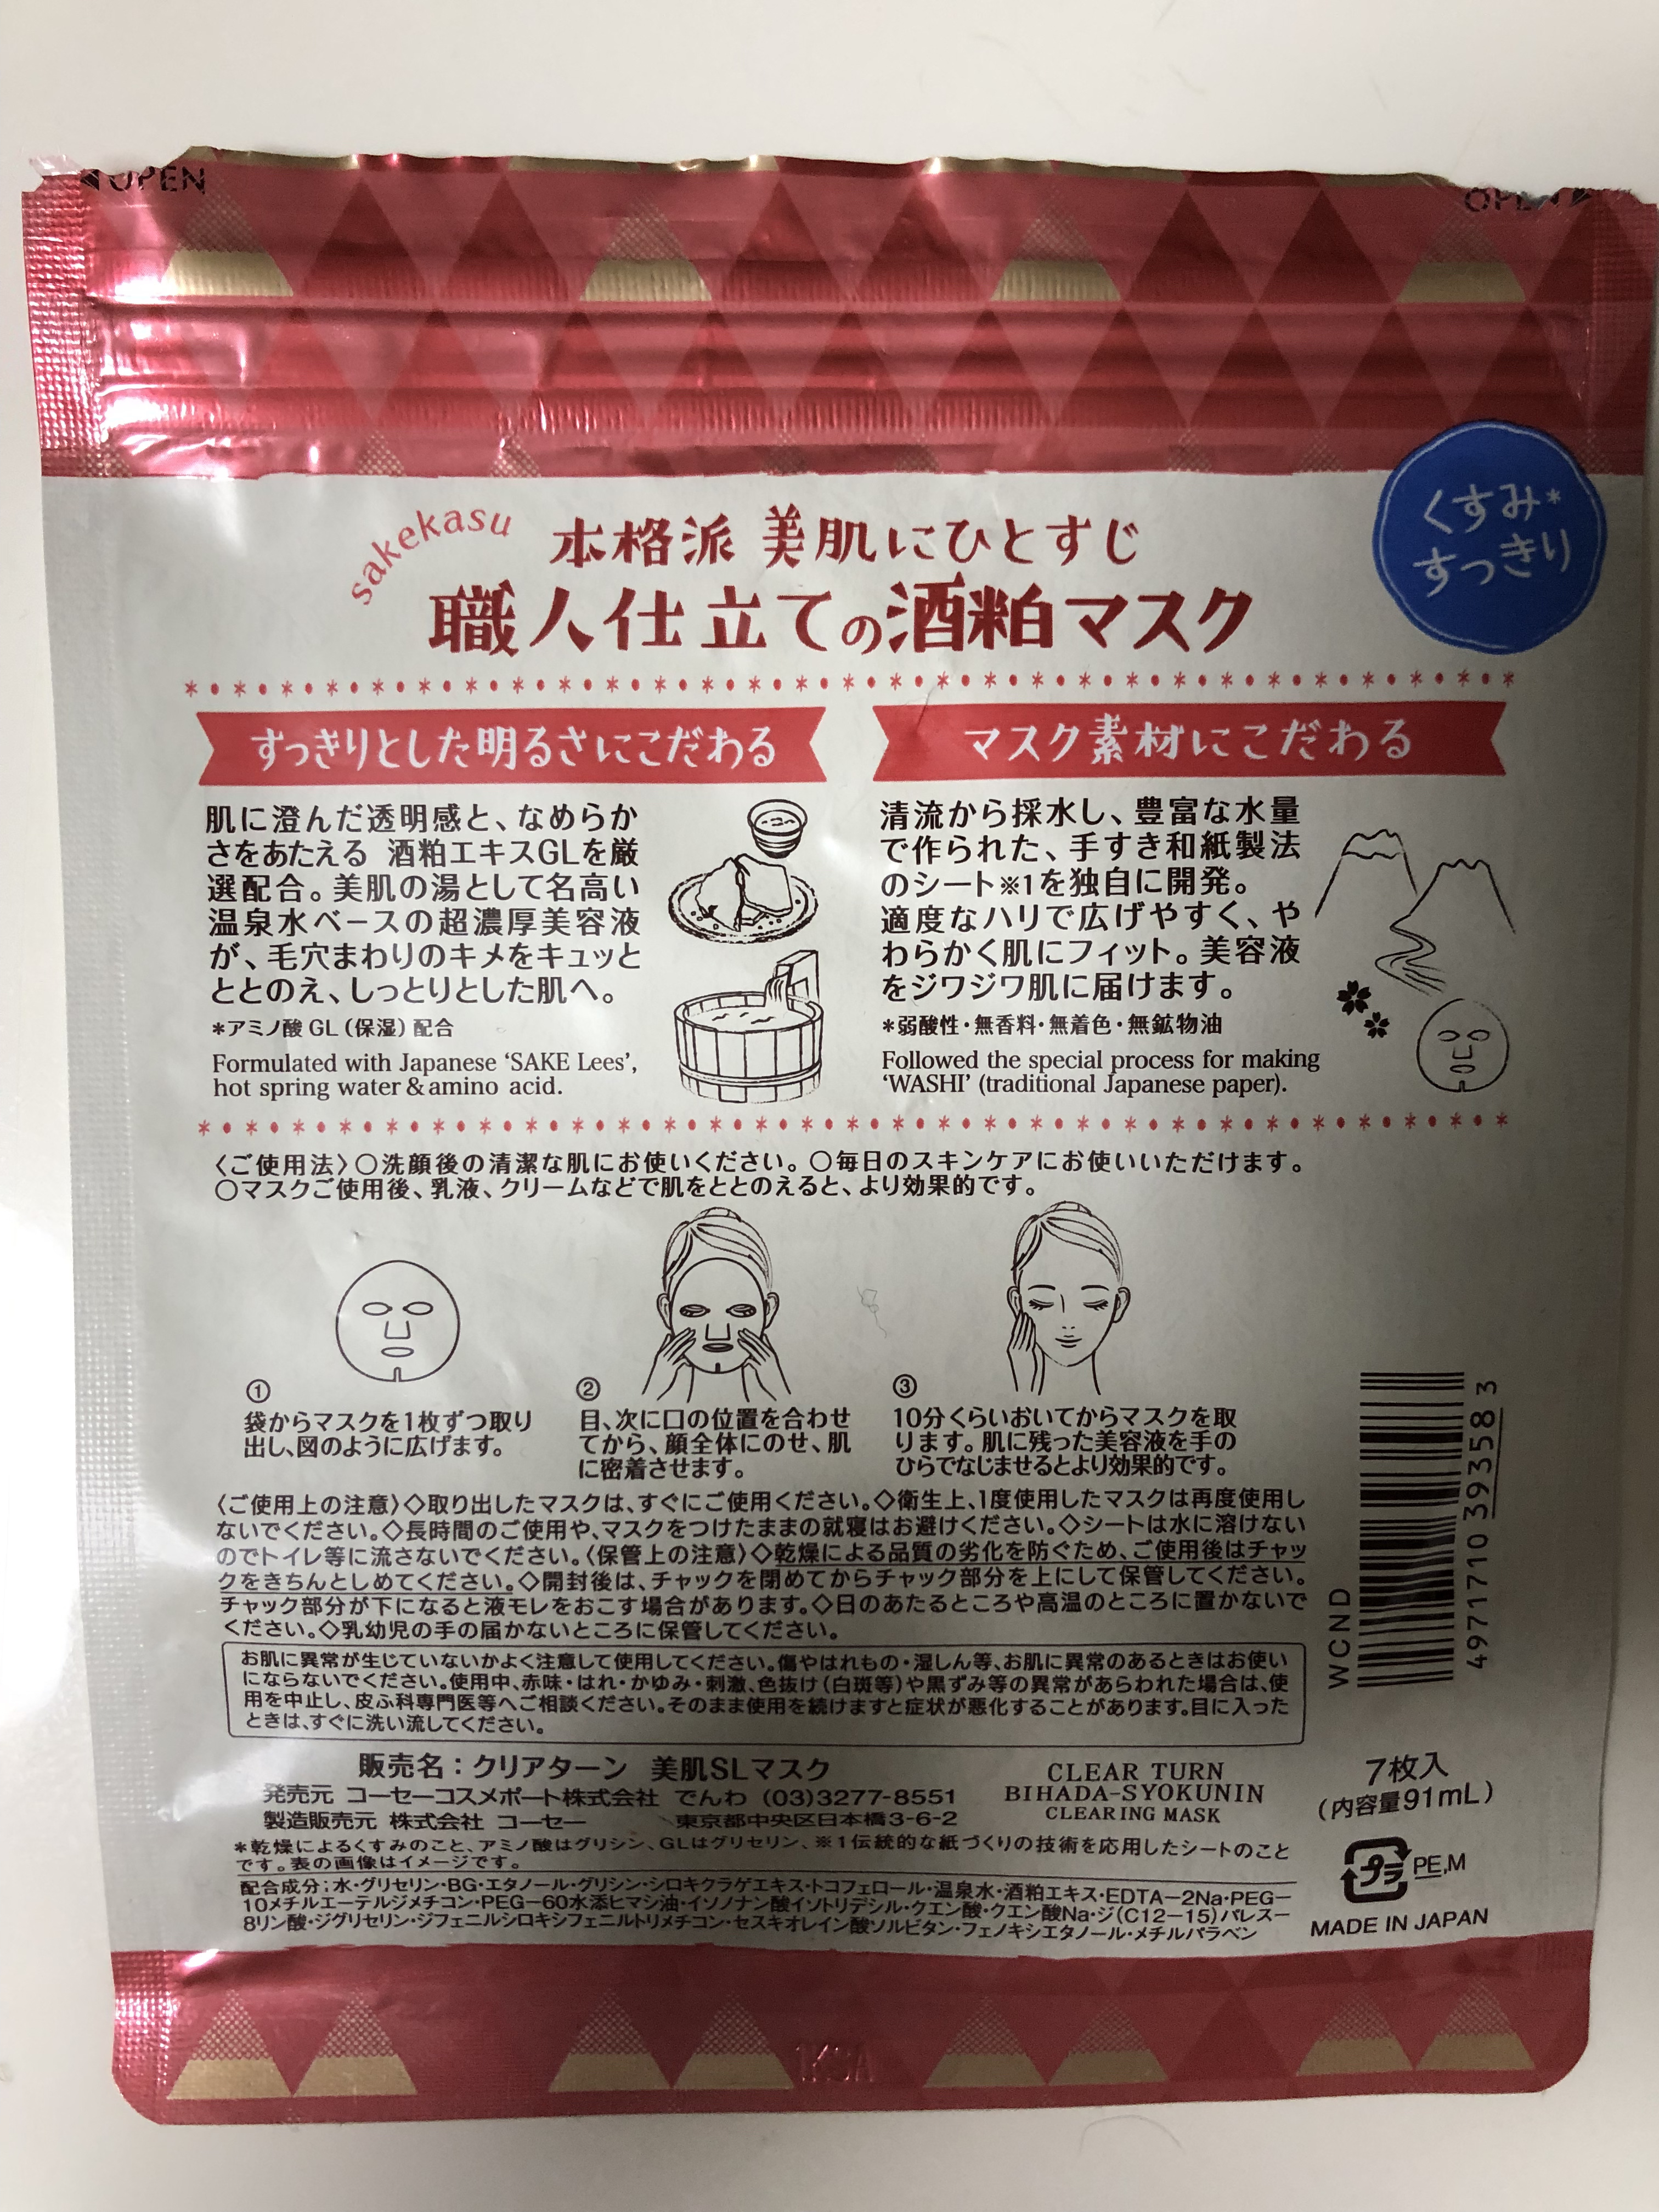 OPEN
OPEN
くすみ*
すっきり
sakekasu
本格派 美肌にひとすじ
職人仕立ての酒粕マスク
すっきりとした明るさにこだわる
肌に澄んだ透明感と、なめらか
さをあたえる 酒粕エキスGLを厳
選配合。美肌の湯として名高い
温泉水ベースの超濃厚美容液
が、毛穴まわりのキメをキュッと
ととのえ、しっとりとした肌へ。
*アミノ酸 GL（保湿）配合
Formulated with Japanese ‘SAKE Lees’,
hot spring water & amino acid.
マスク素材にこだわる
清流から採水し、豊富な水量
で作られた、手すき和紙製法
のシート※1を独自に開発。
適度なハリで広げやすく、や
わらかく肌にフィット。美容液
をジワジワ肌に届けます。
*弱酸性・無香料・無着色・無鉱物油
Followed the special process for making
‘WASHI’ (traditional Japanese paper).
〈ご使用法〉○洗顔後の清潔な肌にお使いください。○毎日のスキンケアにお使いいただけます。
○マスクご使用後、乳液、クリームなどで肌をととのえると、より効果的です。
①
袋からマスクを1枚ずつ取り
出し、図のように広げます。
②
目、次に口の位置を合わせ
てから、顔全体にのせ、肌
に密着させます。
③
10分くらいおいてからマスクを取
ります。肌に残った美容液を手の
ひらでなじませるとより効果的です。
〈ご使用上の注意〉◇取り出したマスクは、すぐにご使用ください。◇衛生上、1度使用したマスクは再度使用し
ないでください。◇長時間のご使用や、マスクをつけたままの就寝はお避けください。◇シートは水に溶けない
のでトイレ等に流さないでください。〈保管上の注意〉◇乾燥による品質の劣化を防ぐため、ご使用後はチャッ
クをきちんとしめてください。◇開封後は、チャックを閉めてからチャック部分を上にして保管してください。
チャック部分が下になると液モレをおこす場合があります。◇日のあたるところや高温のところに置かないで
ください。◇乳幼児の手の届かないところに保管してください。
お肌に異常が生じていないかよく注意して使用してください。傷やはれもの・湿しん等、お肌に異常のあるときはお使い
にならないでください。使用中、赤味・はれ・かゆみ・刺激、色抜け（白斑等）や黒ずみ等の異常があらわれた場合は、使
用を中止し、皮ふ科専門医等へご相談ください。そのまま使用を続けますと症状が悪化することがあります。目に入った
ときは、すぐに洗い流してください。
WCND
4971710 39358 3
販売名：クリアターン 美肌SLマスク
発売元 コーセーコスメポート株式会社 でんわ (03)3277-8551
製造販売元 株式会社 コーセー 東京都中央区日本橋3-6-2
CLEAR TURN
BIHADA-SYOKUNIN
CLEARING MASK
7枚入
（内容量91mL）
*乾燥によるくすみのこと、アミノ酸はグリシン、GLはグリセリン、※1伝統的な紙づくりの技術を応用したシートのこと
です。表の画像はイメージです。
配合成分；水・グリセリン・BG・エタノール・グリシン・シロキクラゲエキス・トコフェロール・温泉水・酒粕エキス・EDTA－2Na・PEG－
10メチルエーテルジメチコン・PEG－60水添ヒマシ油・イソノナン酸イソトリデシル・クエン酸・クエン酸Na・ジ（C12－15）パレス－
8リン酸・ジグリセリン・ジフェニルシロキシフェニルトリメチコン・セスキオレイン酸ソルビタン・フェノキシエタノール・メチルパラベン
プラ PE,M
MADE IN JAPAN